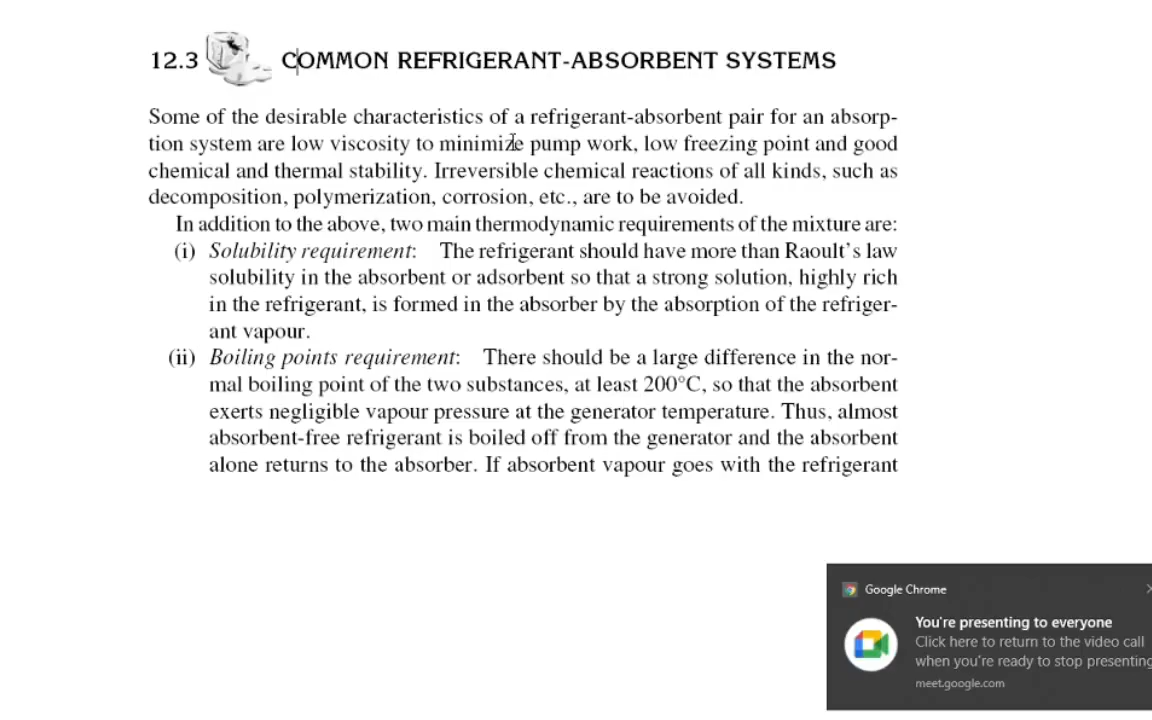 12.3 COMMON REFRIGERANT-ABSORBENT SYSTEMS
Some of the desirable characteristics of a refrigerant-absorbent pair for an absorp-
tion system are low viscosity to minimize pump work, low freezing point and good
chemical and thermal stability. Irreversible chemical reactions of all kinds, such as
decomposition, polymerization, corrosion, etc., are to be avoided.
In addition to the above, two main thermodynamic requirements of the mixture are:
(i) Solubility requirement: The refrigerant should have more than Raoult's law
solubility in the absorbent or adsorbent so that a strong solution, highly rich
in the refrigerant, is formed in the absorber by the absorption of the refriger-
ant vapour.
(ii) Boiling points requirement: There should be a large difference in the nor-
mal boiling point of the two substances, at least 200°C, so that the absorbent
exerts negligible vapour pressure at the generator temperature. Thus, almost
absorbent-free refrigerant is boiled off from the generator and the absorbent
alone returns to the absorber. If absorbent vapour goes with the refrigerant
Google Chrome
You're presenting to everyone
Click here to return to the video call
when you're ready to stop presenting
meet.google.com